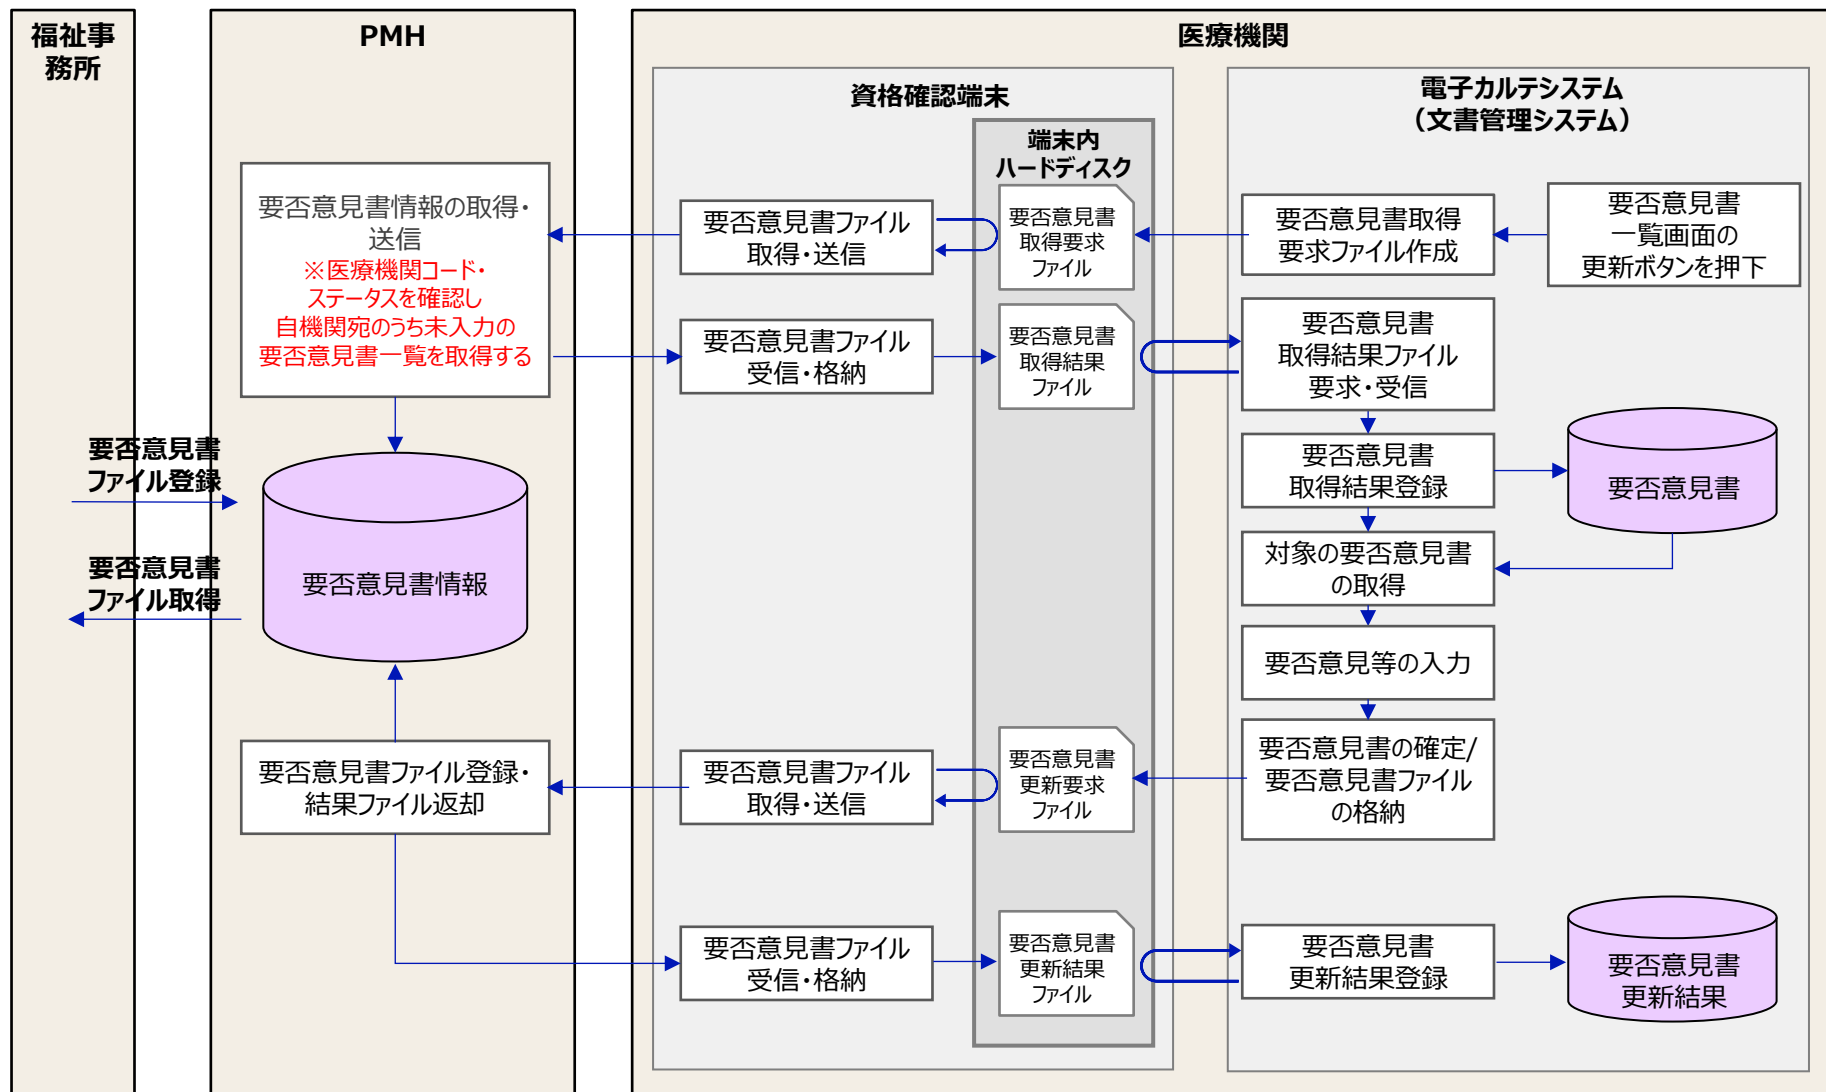 福祉事
務所
PMH
医療機関
資格確認端末
電子カルテシステム
（文書管理システム）
端末内
ハードディスク
要否意見書情報の取得・
送信
※医療機関コード・
ステータスを確認し
自機関宛のうち未入力の
要否意見書一覧を取得する
要否意見書ファイル
取得・送信
要否意見書
取得要求
ファイル
要否意見書取得
要求ファイル作成
要否意見書
一覧画面の
更新ボタンを押下
要否意見書ファイル
受信・格納
要否意見書
取得結果
ファイル
要否意見書
取得結果ファイル
要求・受信
要否意見書
ファイル登録
要否意見書
取得結果登録
要否意見書
要否意見書
ファイル取得
要否意見書情報
対象の要否意見書
の取得
要否意見等の入力
要否意見書ファイル登録・
結果ファイル返却
要否意見書ファイル
取得・送信
要否意見書
更新要求
ファイル
要否意見書の確定/
要否意見書ファイル
の格納
要否意見書ファイル
受信・格納
要否意見書
更新結果
ファイル
要否意見書
更新結果登録
要否意見書
更新結果